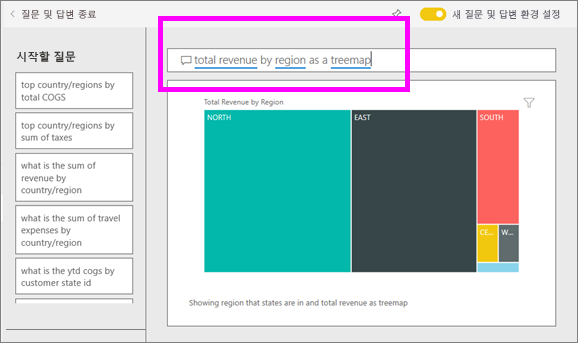 질문 및 답변 종료
새 질문 및 답변 환경 설정
시작할 질문
top country/regions by
total COGS
top country/regions by
sum of taxes
what is the sum of
revenue by
country/region
what is the sum of travel
expenses by
country/region
what is the ytd cogs by
customer state id
total revenue by region as a treemap
Total Revenue by Region
NORTH
EAST
SOUTH
CE...
W...
Showing region that states are in and total revenue as treemap